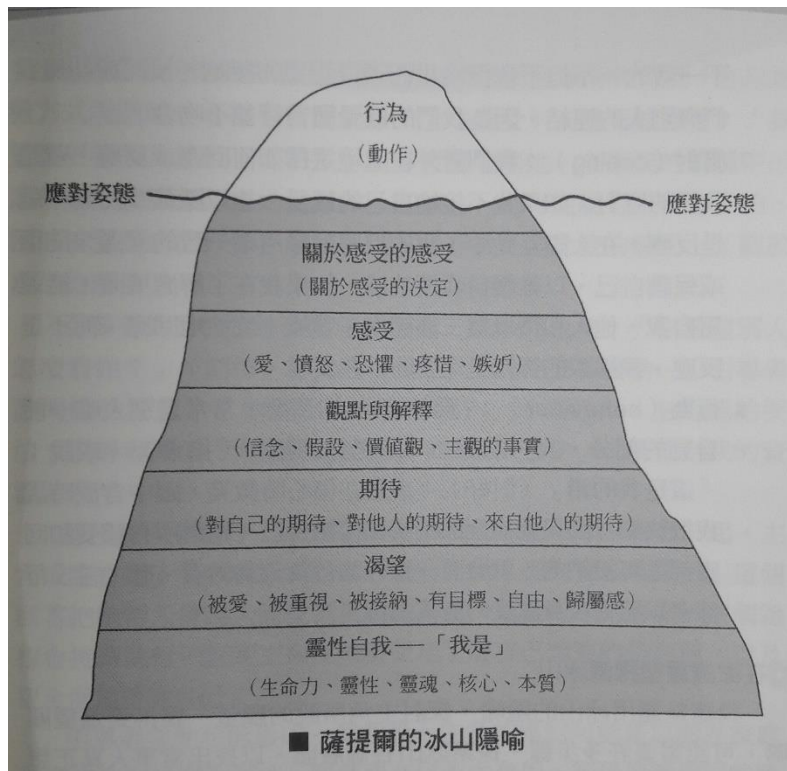 行為
(動作)
應對姿態
應對姿態
關於感受的感受
(關於感受的決定)
感受
(愛、憤怒、恐懼、疼惜、嫉妒)
觀點與解釋
(信念、假設、價值觀、主觀的事實)
期待
(對自己的期待、對他人的期待、來自他人的期待)
渴望
(被愛、被重視、被接納、有目標、自由、歸屬感)
靈性自我——「我是」
(生命力、靈性、靈魂、核心、本質)
■ 薩提爾的冰山隱喻